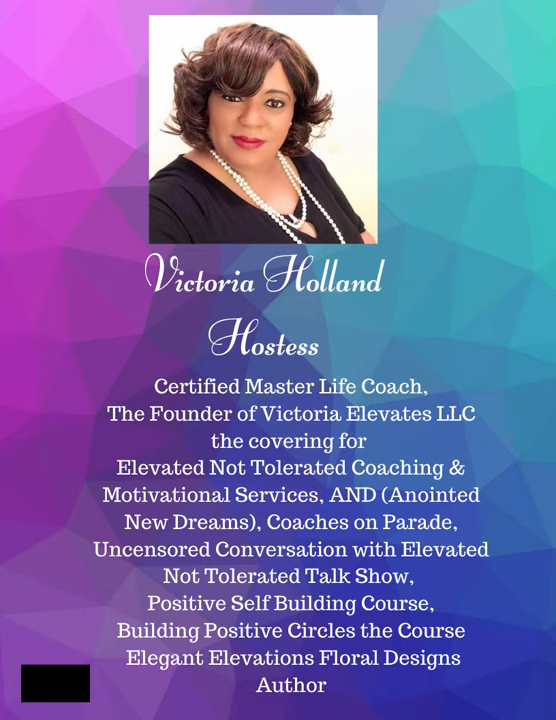 Victoria Holland
Hostess
Certified Master Life Coach,
The Founder of Victoria Elevates LLC
the covering for
Elevated Not Tolerated Coaching &
Motivational Services, AND (Anointed
New Dreams), Coaches on Parade,
Uncensored Conversation with Elevated
Not Tolerated Talk Show,
Positive Self Building Course,
Building Positive Circles the Course
Elegant Elevations Floral Designs
Author